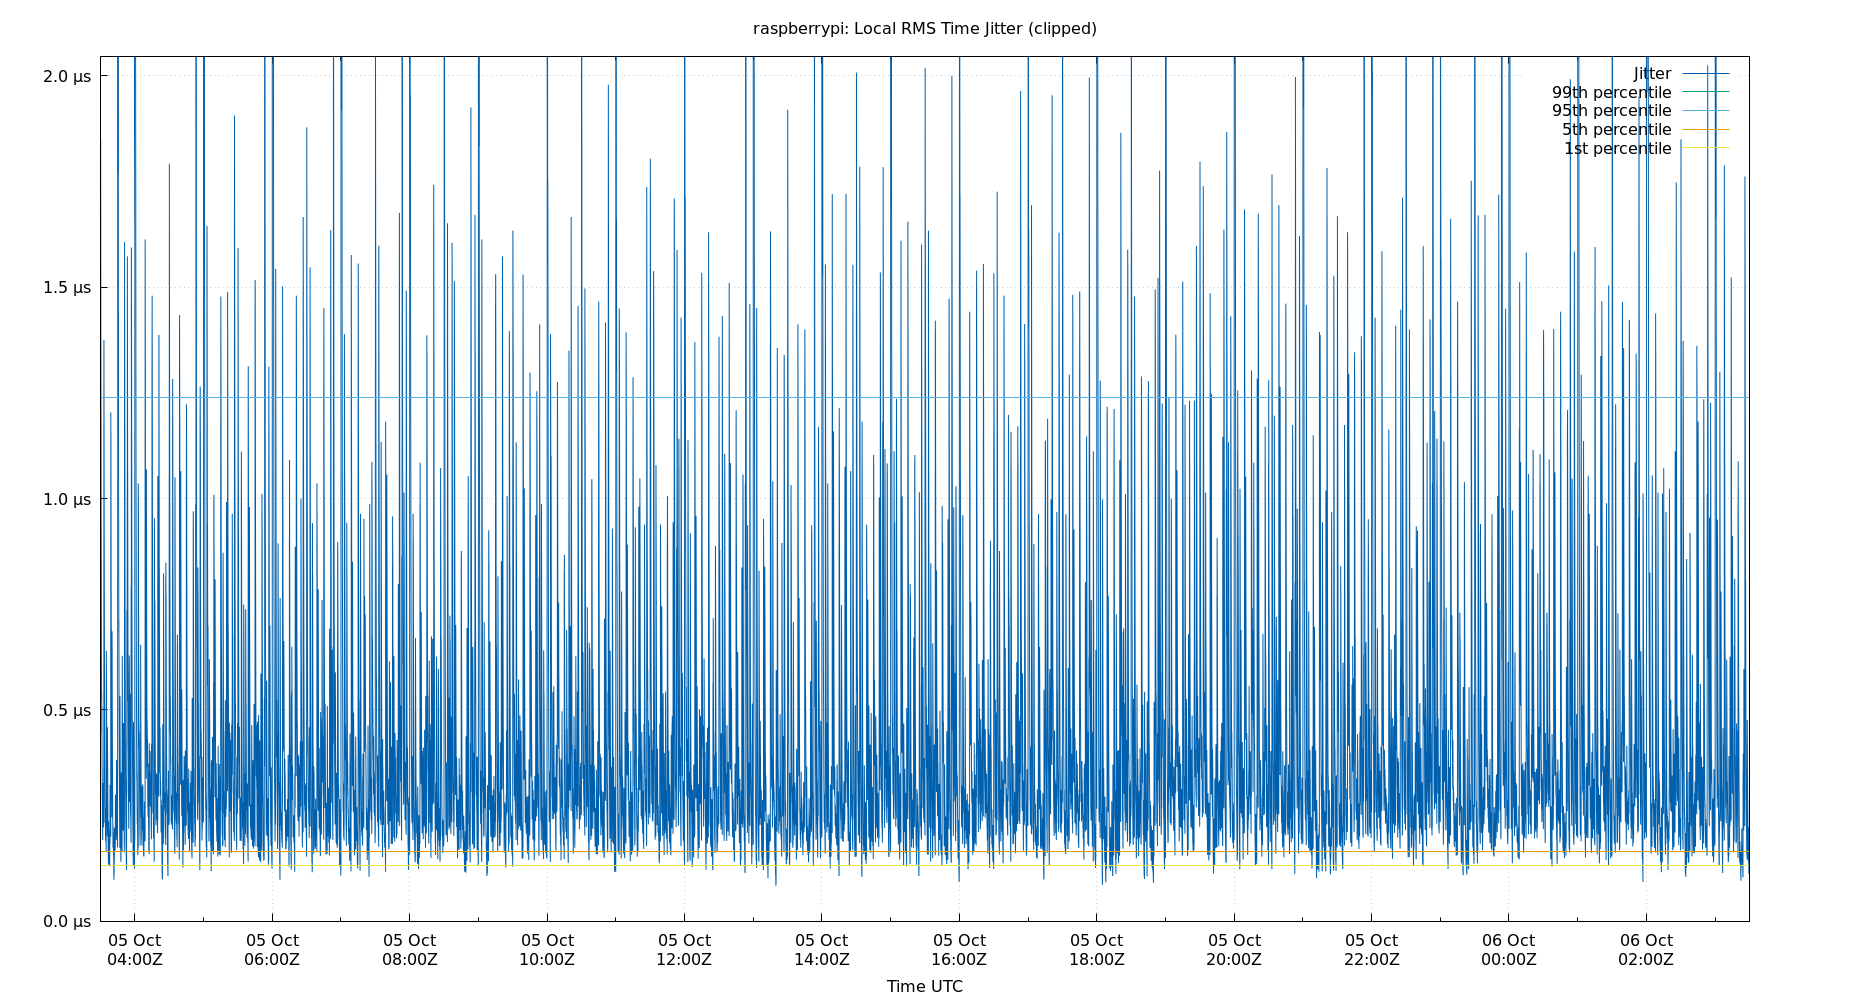 raspberrypi: Local RMS Time Jitter (clipped)
2.0 µs
1.5 µs
1.0 µs
0.5 µs
0.0 µs
Jitter
99th percentile
95th percentile
5th percentile
1st percentile
05 Oct 05 Oct 05 Oct 05 Oct 05 Oct 05 Oct 05 Oct 05 Oct 05 Oct 05 Oct 06 Oct 06 Oct
04:00Z 06:00Z 08:00Z 10:00Z 12:00Z 14:00Z 16:00Z 18:00Z 20:00Z 22:00Z 00:00Z 02:00Z
Time UTC